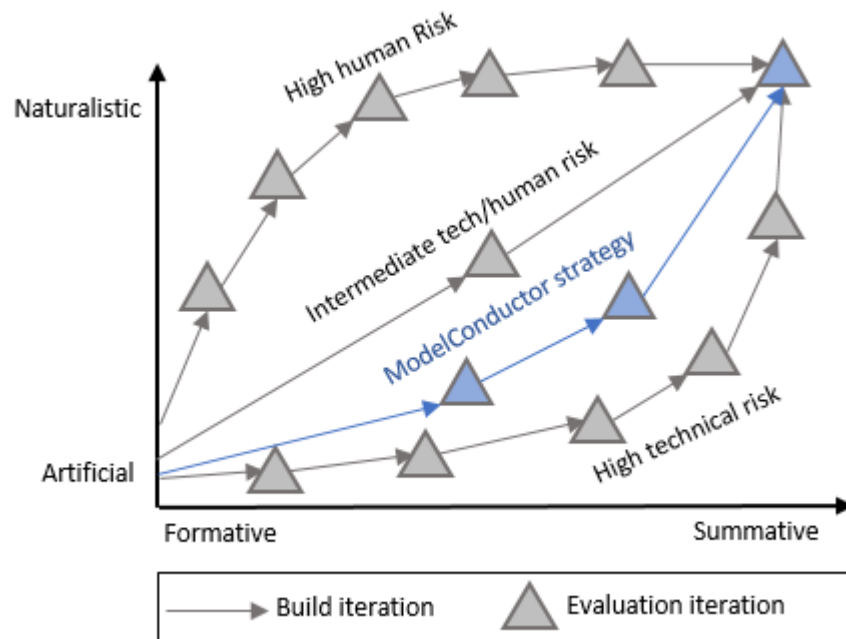 High human Risk
Naturalistic
Intermediate tech/human risk
ModelConductor strategy
High technical risk
Artificial
Formative
Summative
Build iteration
Evaluation iteration